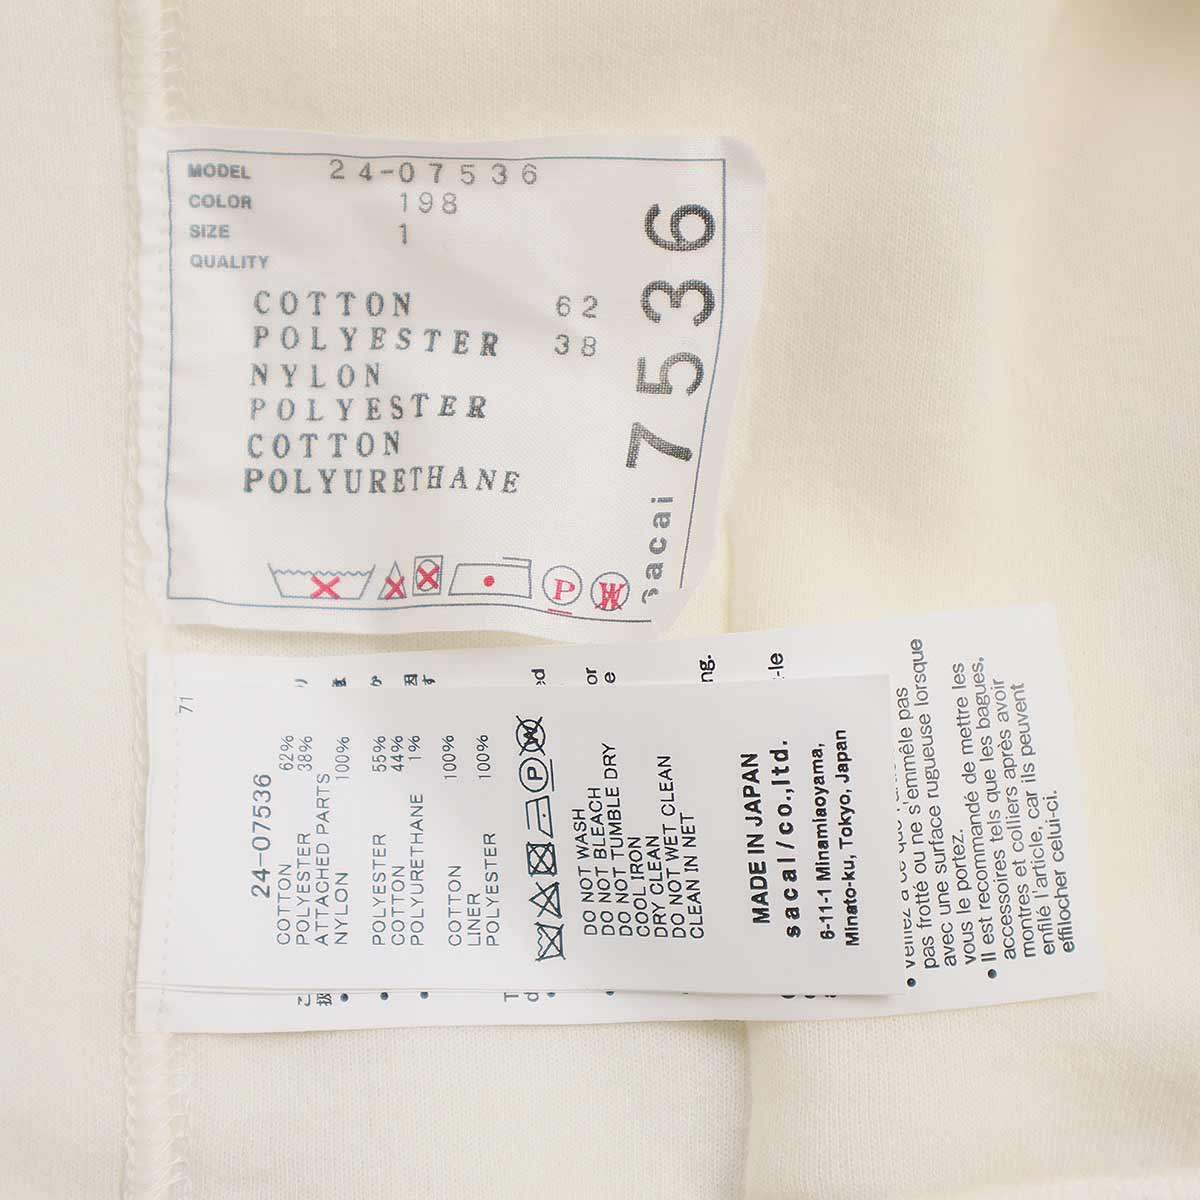 MODEL 24-07536
COLOR 198
SIZE 1
QUALITY
COTTON 62
POLYESTER 38
NYLON
POLYESTER
COTTON
POLYURETHANE
P
W
sacai 7536
71
24-07536
COTTON 62%
POLYESTER 38%
ATTACHED PARTS
NYLON 100%
POLYESTER 55%
COTTON 44%
POLYURETHANE 1%
COTTON 100%
LINER
POLYESTER 100%
P W
DO NOT WASH
DO NOT BLEACH
DO NOT TUMBLE DRY
COOL IRON
DRY CLEAN
DO NOT WET CLEAN
CLEAN IN NET
MADE IN JAPAN
sacai/co.,ltd.
6-11-1 Minamiaoyama,
Minato-ku, Tokyo, Japan
pas frotté ou ne s'emmêle pas
avec une surface rugueuse lorsque
vous le portez.
• Il est recommandé de mettre les
accessoires tels que les bagues,
montres et colliers après avoir
enfilé l'article, car ils peuvent
effilocher celui-ci.